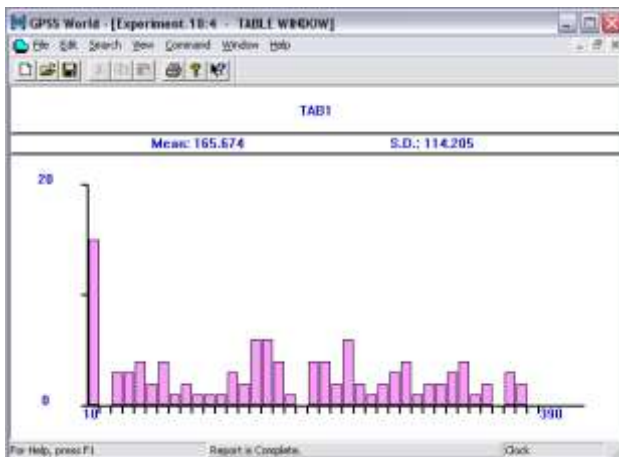 GPSS World - [Experiment.18:4 - TABLE WINDOW]
File Edit Search View Command Window Help
TAB1
Mean: 165.674 S.D.: 114.205
20
0
10 390
For Help, press F1 Report is Complete. Clock